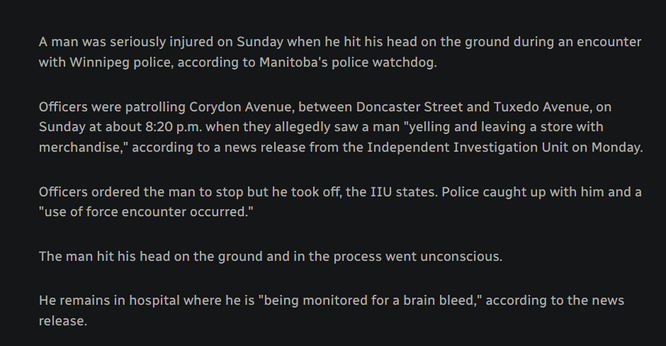 A man was seriously injured on Sunday when he hit his head on the ground during an encounter
with Winnipeg police, according to Manitoba's police watchdog.
Officers were patrolling Corydon Avenue, between Doncaster Street and Tuxedo Avenue, on
Sunday at about 8:20 p.m. when they allegedly saw a man "yelling and leaving a store with
merchandise," according to a news release from the Independent Investigation Unit on Monday.
Officers ordered the man to stop but he took off, the IIU states. Police caught up with him and a
"use of force encounter occurred."
The man hit his head on the ground and in the process went unconscious.
He remains in hospital where he is "being monitored for a brain bleed," according to the news
release.